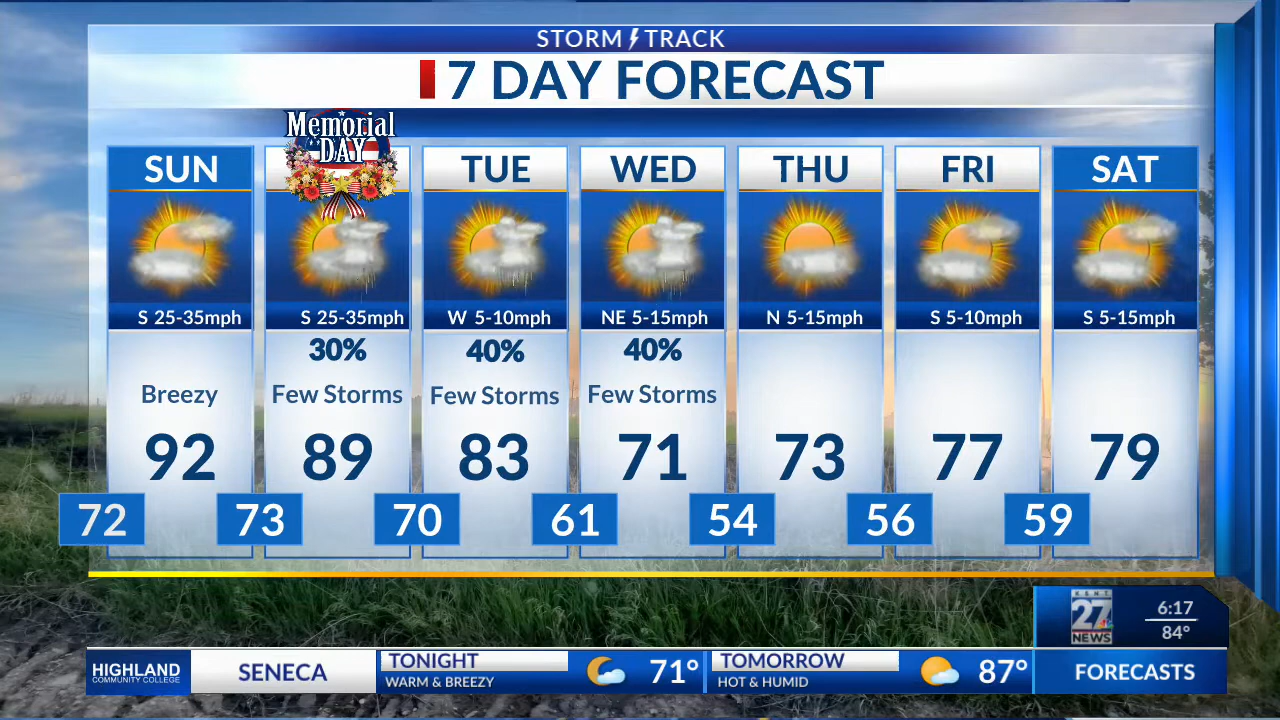 STORM TRACK
7 DAY FORECAST
Memorial
DAY
SUN TUE WED THU FRI SAT
S 25-35mph S 25-35mph W 5-10mph NE 5-15mph N 5-15mph S 5-10mph S 5-15mph
30% 40% 40%
Breezy Few Storms Few Storms Few Storms
92 89 83 71 73 77 79
72 73 70 61 54 56 59
KSNT
27
NEWS
6:17
84°
HIGHLAND
COMMUNITY COLLEGE
SENECA
TONIGHT
WARM & BREEZY
71°
TOMORROW
HOT & HUMID
87°
FORECASTS